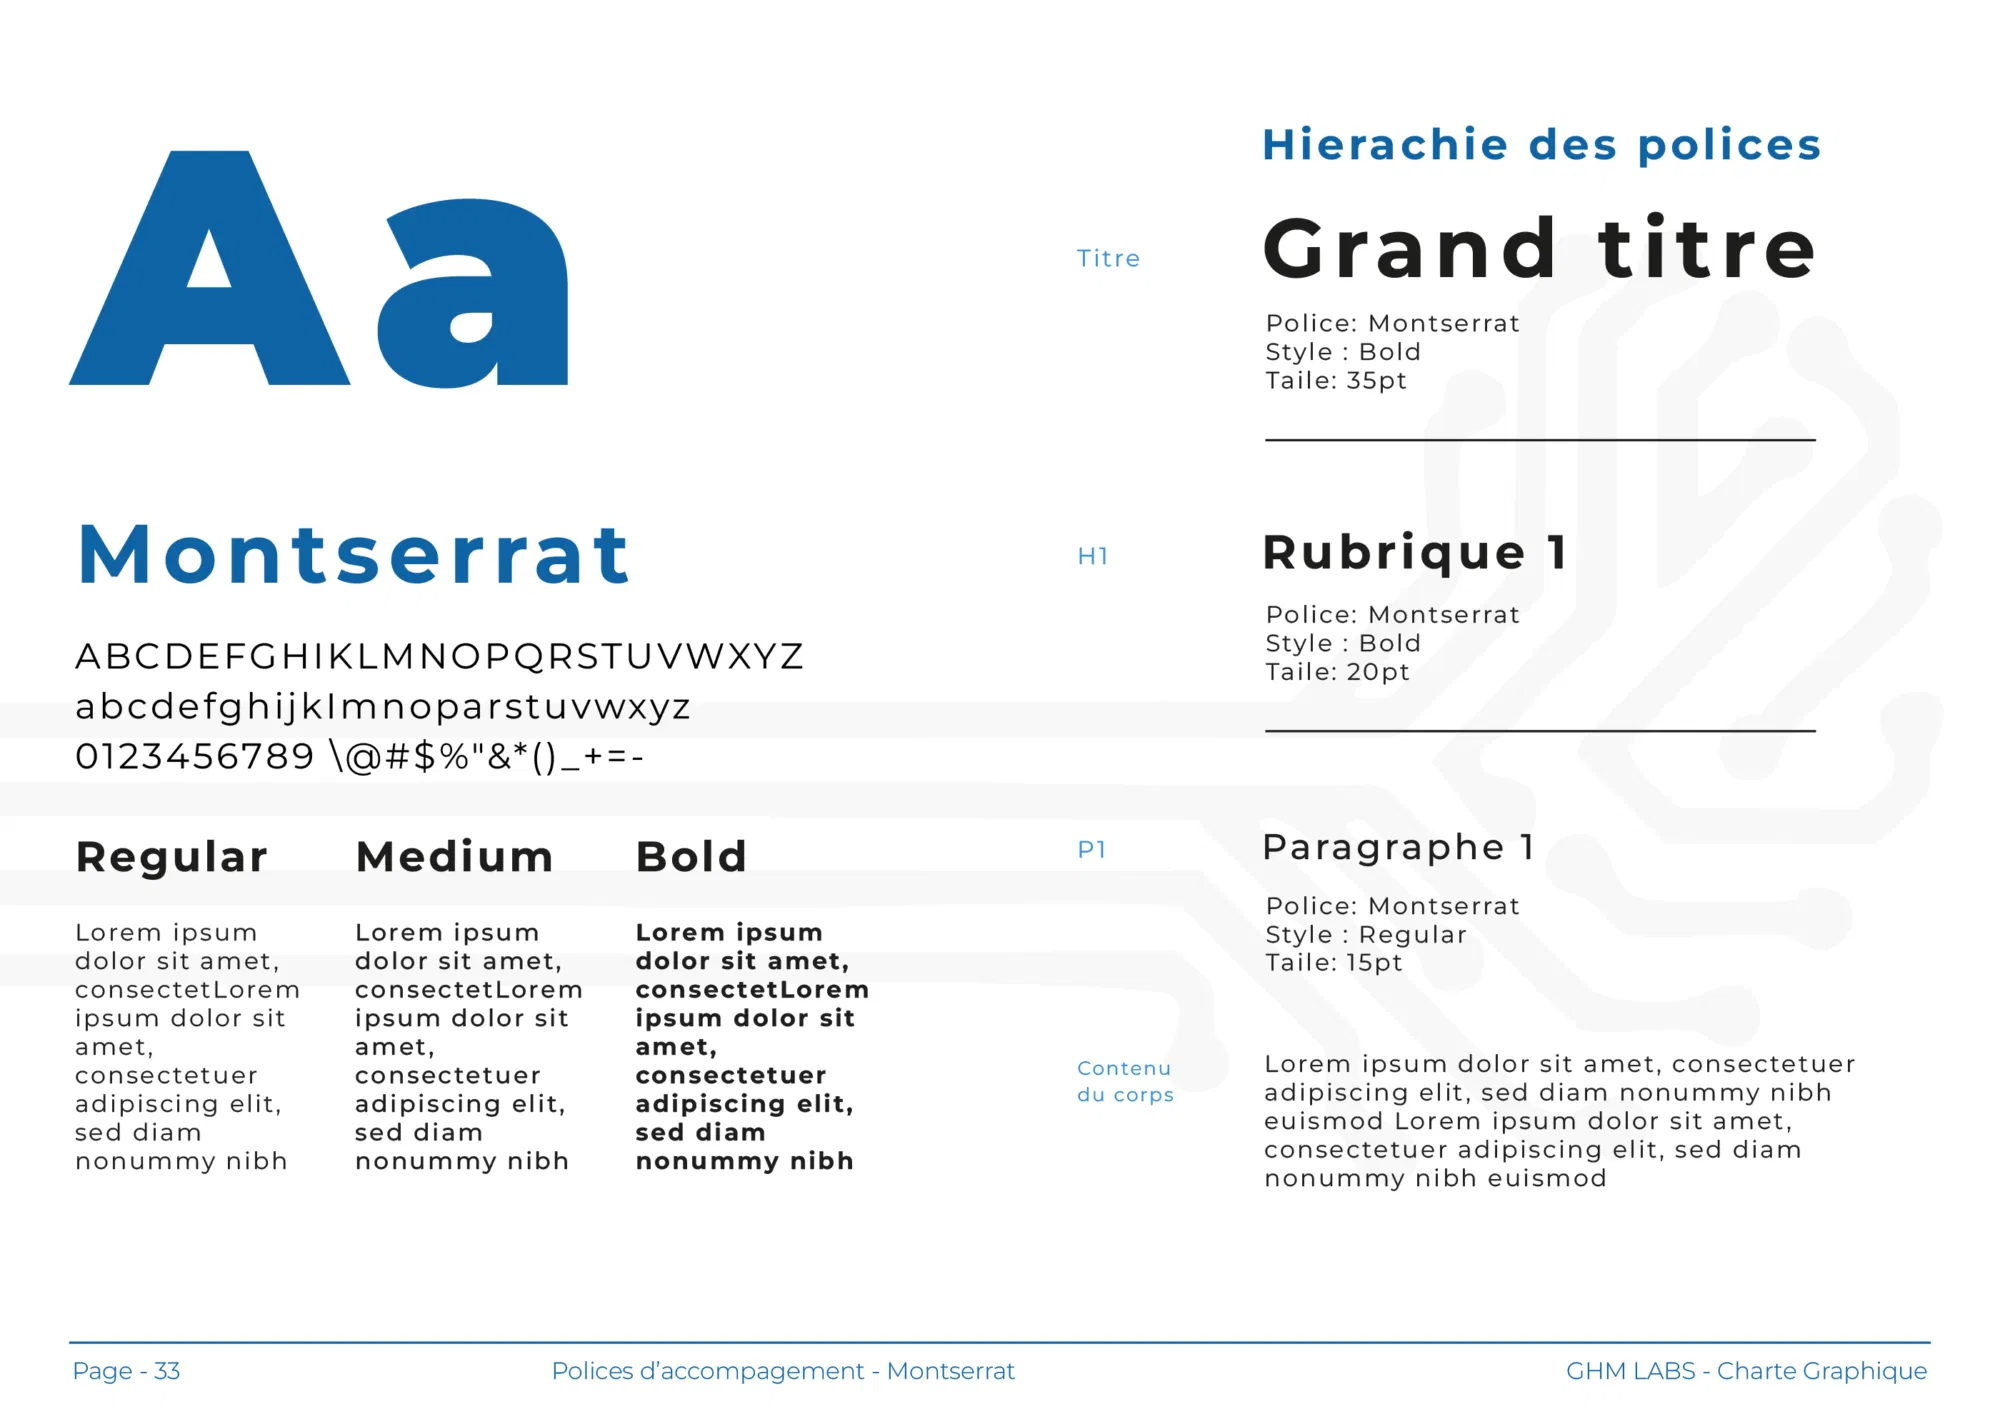 Aa
Montserrat
ABCDEFGHIKLMNOPQRSTUVWXYZ
abcdefghijklmnoparstuvwxyz
0123456789 \@#$%"&*()_+=-
Regular
Lorem ipsum
dolor sit amet,
consectetLorem
ipsum dolor sit
amet,
consectetuer
adipiscing elit,
sed diam
nonummy nibh
Medium
Lorem ipsum
dolor sit amet,
consectetLorem
ipsum dolor sit
amet,
consectetuer
adipiscing elit,
sed diam
nonummy nibh
Bold
Lorem ipsum
dolor sit amet,
consectetLorem
ipsum dolor sit
amet,
consectetuer
adipiscing elit,
sed diam
nonummy nibh
Hierachie des polices
Titre
Grand titre
Police: Montserrat
Style : Bold
Taile: 35pt
H1
Rubrique 1
Police: Montserrat
Style : Bold
Taile: 20pt
P1
Paragraphe 1
Police: Montserrat
Style : Regular
Taile: 15pt
Contenu
du corps
Lorem ipsum dolor sit amet, consectetuer
adipiscing elit, sed diam nonummy nibh
euismod Lorem ipsum dolor sit amet,
consectetuer adipiscing elit, sed diam
nonummy nibh euismod
Page - 33
Polices d'accompagement - Montserrat
GHM LABS - Charte Graphique